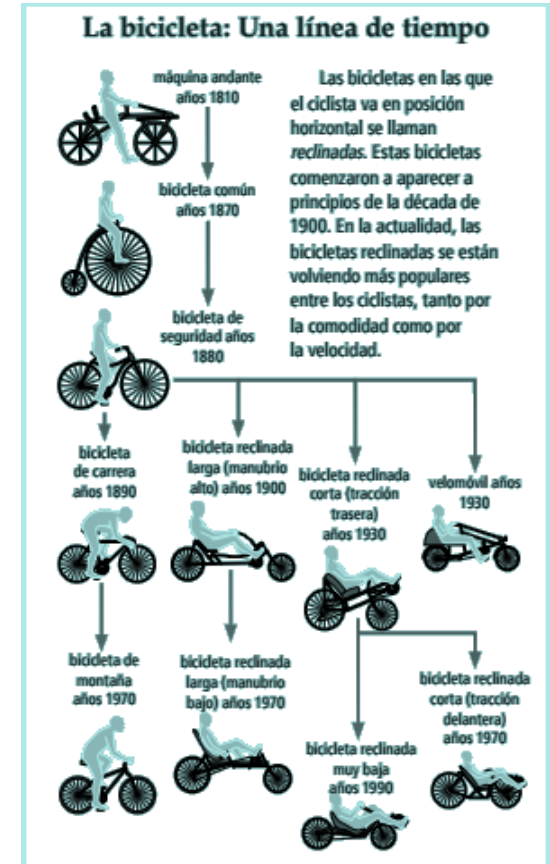 La bicicleta: Una línea de tiempo
máquina andante
años 1810
Las bicicletas en las que
el ciclista va en posición
horizontal se llaman
reclinadas. Estas bicicletas
comenzaron a aparecer a
principios de la década de
1900. En la actualidad, las
bicicletas reclinadas se están
volviendo más populares
entre los ciclistas, tanto por
la comodidad como por
la velocidad.
bicicleta común
años 1870
bicicleta de
seguridad años
1880
bicicleta
de carrera
años 1890
bicicleta reclinada
larga (manubrio
alto) años 1900
bicicleta reclinada
corta (tracción
trasera)
años 1930
velomóvil años
1930
bicicleta de
montaña
años 1970
bicicleta reclinada
larga (manubrio
bajo) años 1970
bicicleta reclinada
muy baja
años 1990
bicicleta reclinada
corta (tracción
delantera)
años 1970